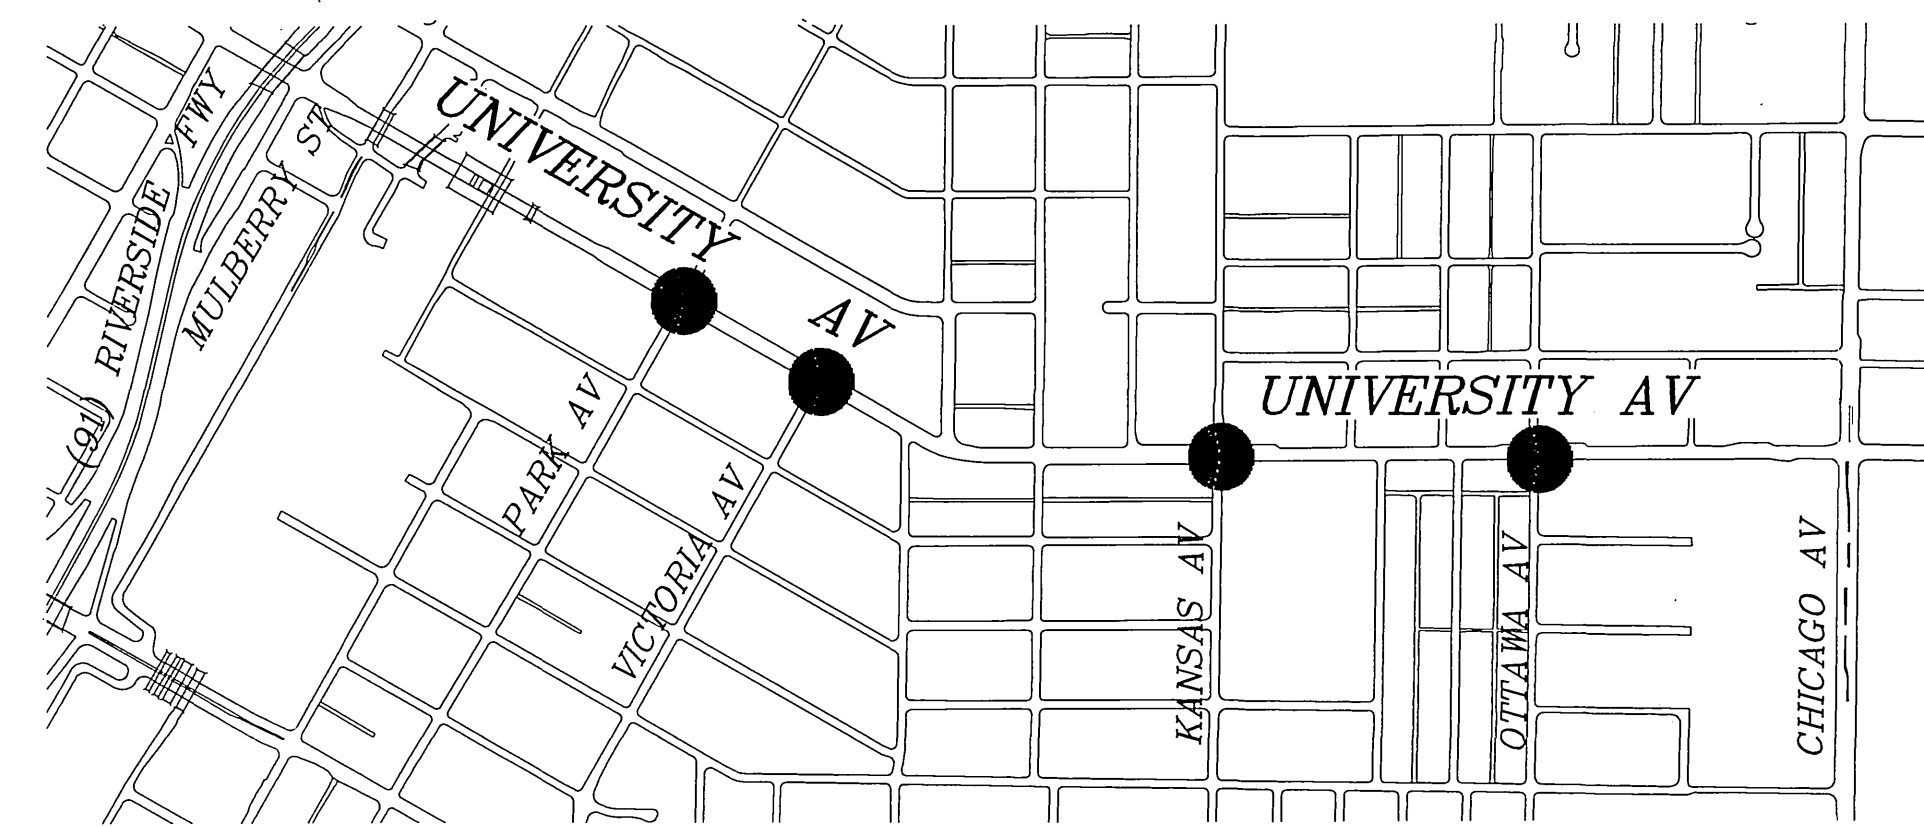 UNIVERSITY AV
FWY
MULBERRY ST
(91) RIVERSIDE
UNIVERSITY AV
PARK AV
VICTORIA AV
KANSAS AV
OTTAWA AV
CHICAGO AV